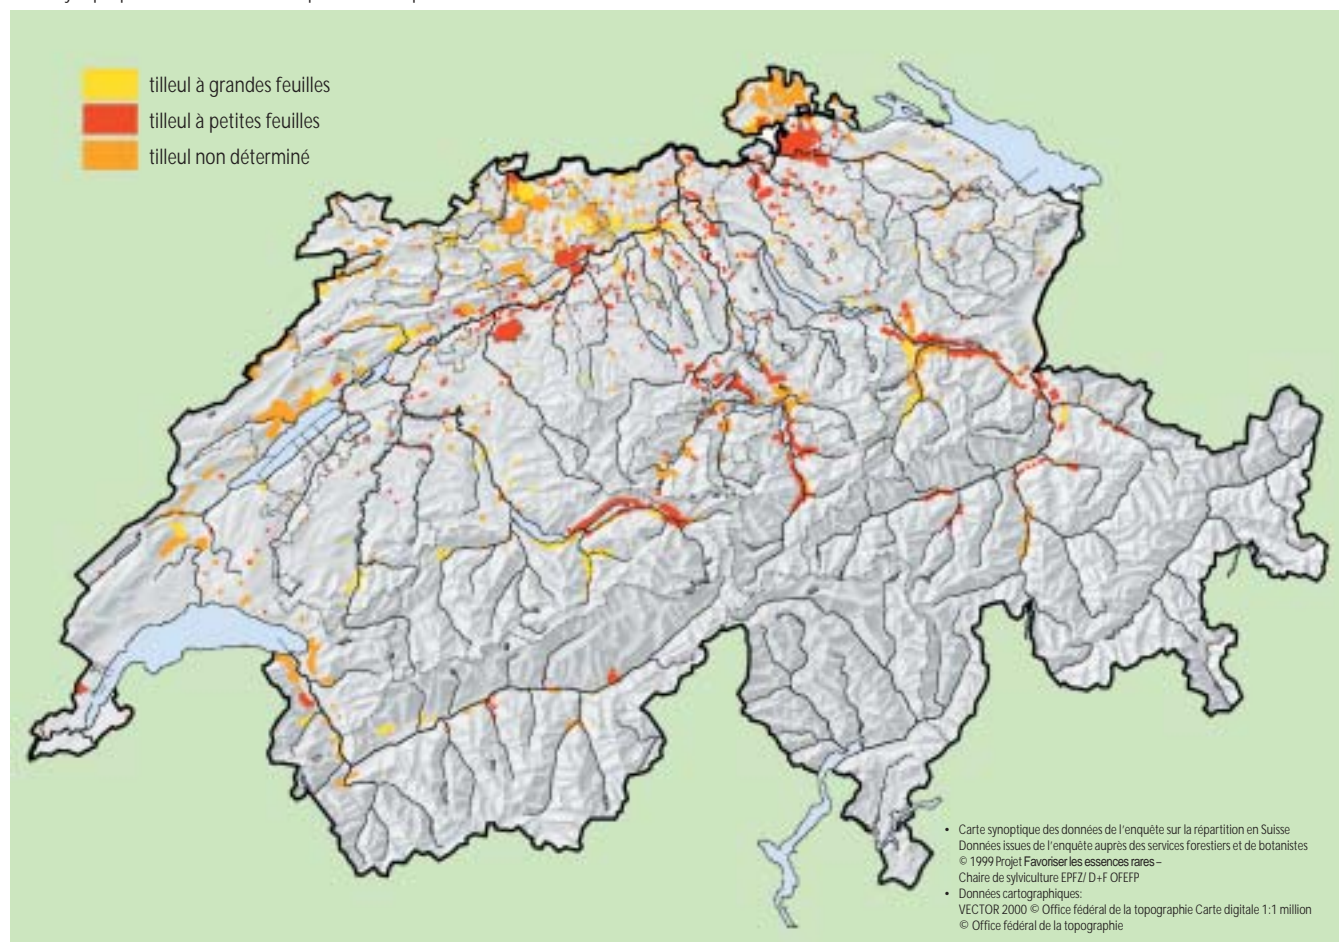 tilleul à grandes feuilles
tilleul à petites feuilles
tilleul non déterminé
• Carte synoptique des données de l'enquête sur la répartition en Suisse
Données issues de l'enquête auprès des services forestiers et de botanistes
© 1999 Projet Favoriser les essences rares –
Chaire de sylviculture EPFZ/ D+F OFEFP
• Données cartographiques:
VECTOR 2000 © Office fédéral de la topographie Carte digitale 1:1 million
© Office fédéral de la topographie